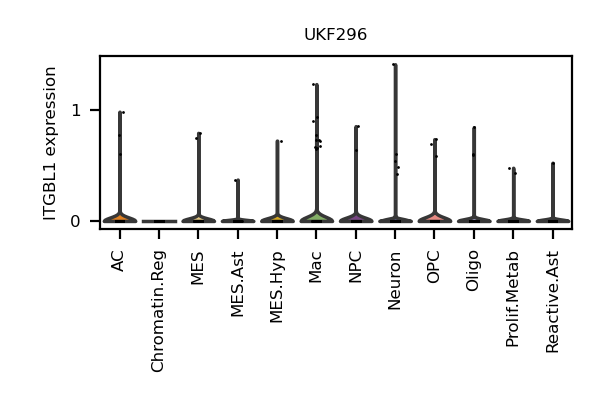 UKF296
ITGBL1 expression
1
0
AC
Chromatin.Reg
MES
MES.Ast
MES.Hyp
Mac
NPC
Neuron
OPC
Oligo
Prolif.Metab
Reactive.Ast